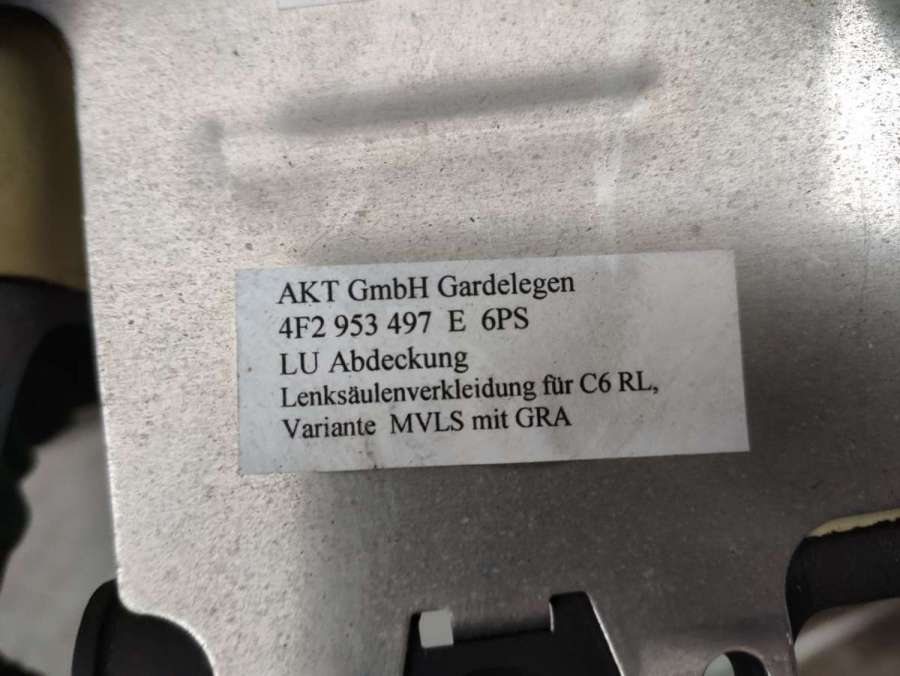 AKT GmbH Gardelegen
4F2 953 497 E 6PS
LU Abdeckung
Lenksäulenverkleidung für C6 RL,
Variante MVLS mit GRA